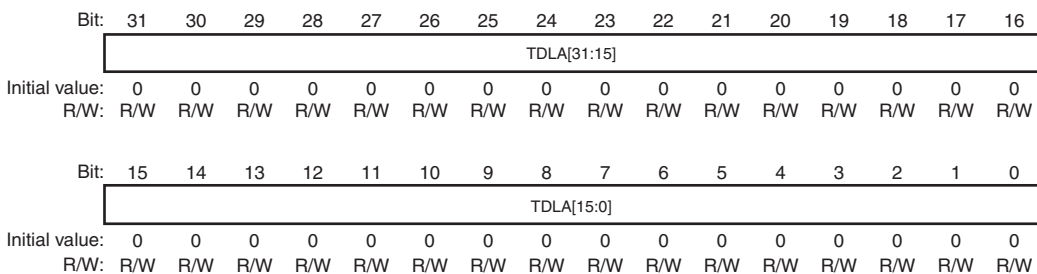 Bit: 31 30 29 28 27 26 25 24 23 22 21 20 19 18 17 16
TDLA[31:15]
Initial value: 0 0 0 0 0 0 0 0 0 0 0 0 0 0 0 0
R/W: R/W R/W R/W R/W R/W R/W R/W R/W R/W R/W R/W R/W R/W R/W R/W R/W
Bit: 15 14 13 12 11 10 9 8 7 6 5 4 3 2 1 0
TDLA[15:0]
Initial value: 0 0 0 0 0 0 0 0 0 0 0 0 0 0 0 0
R/W: R/W R/W R/W R/W R/W R/W R/W R/W R/W R/W R/W R/W R/W R/W R/W R/W